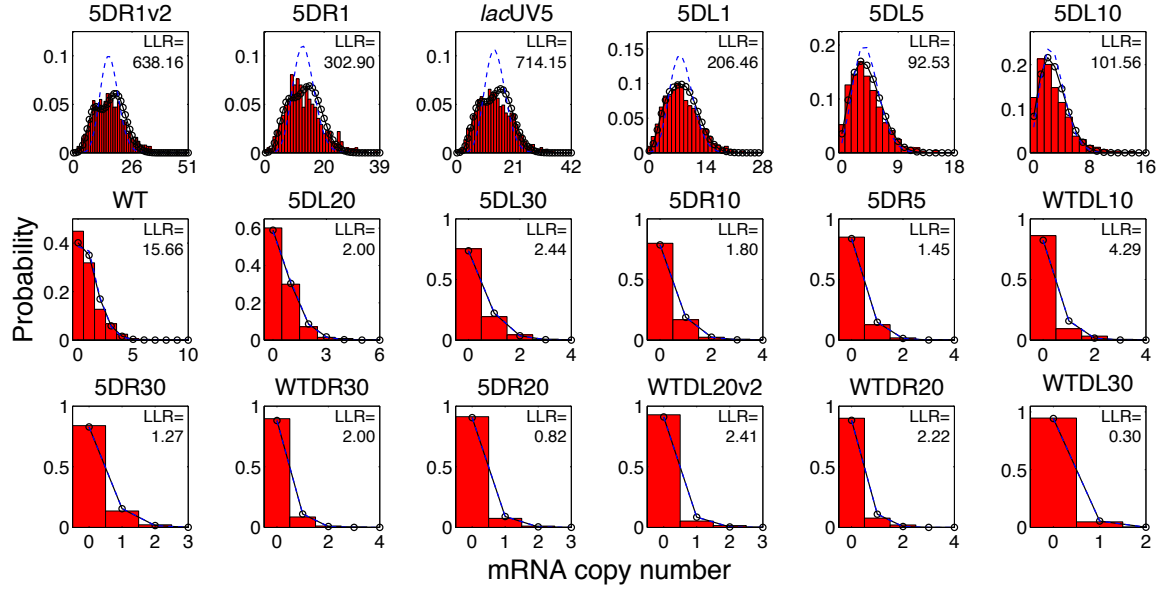 5DR1v2 5DR1 lacUV5 5DL1 5DL5 5DL10
LLR= 638.16
0.1
0.05
0
0 26 51
LLR= 302.90
0.1
0.05
0
0 20 39
LLR= 714.15
0.1
0.05
0
0 21 42
LLR= 206.46
0.15
0.1
0.05
0
0 14 28
LLR= 92.53
0.2
0.1
0
0 9 18
LLR= 101.56
0.2
0.1
0
0 8 16
Probability
WT 5DL20 5DL30 5DR10 5DR5 WTDL10
LLR= 15.66
0.4
0.2
0
0 5 10
LLR= 2.00
0.6
0.4
0.2
0
0 3 6
LLR= 2.44
1
0.5
0
0 2 4
LLR= 1.80
1
0.5
0
0 2 4
LLR= 1.45
1
0.5
0
0 2 4
LLR= 4.29
1
0.5
0
0 2 4
5DR30 WTDR30 5DR20 WTDL20v2 WTDR20 WTDL30
LLR= 1.27
1
0.5
0
0 1 2 3
LLR= 2.00
1
0.5
0
0 2 4
LLR= 0.82
1
0.5
0
0 1 2 3
LLR= 2.41
1
0.5
0
0 1 2 3
LLR= 2.22
1
0.5
0
0 2 4
LLR= 0.30
1
0.5
0
0 1 2
mRNA copy number